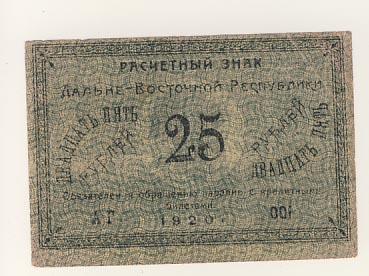 РАСЧЕТНЫЙ ЗНАК
ДАЛЬНЕ-ВОСТОЧНОЙ РЕСПУБЛИКИ
ДВАДЦАТЬ ПЯТЬ
РУБЛЕЙ
25
РУБЛЕЙ
ДВАДЦАТЬ ПЯТЬ
Обязателен к обращению наравне с кредитными
билетами
АГ 1920 001